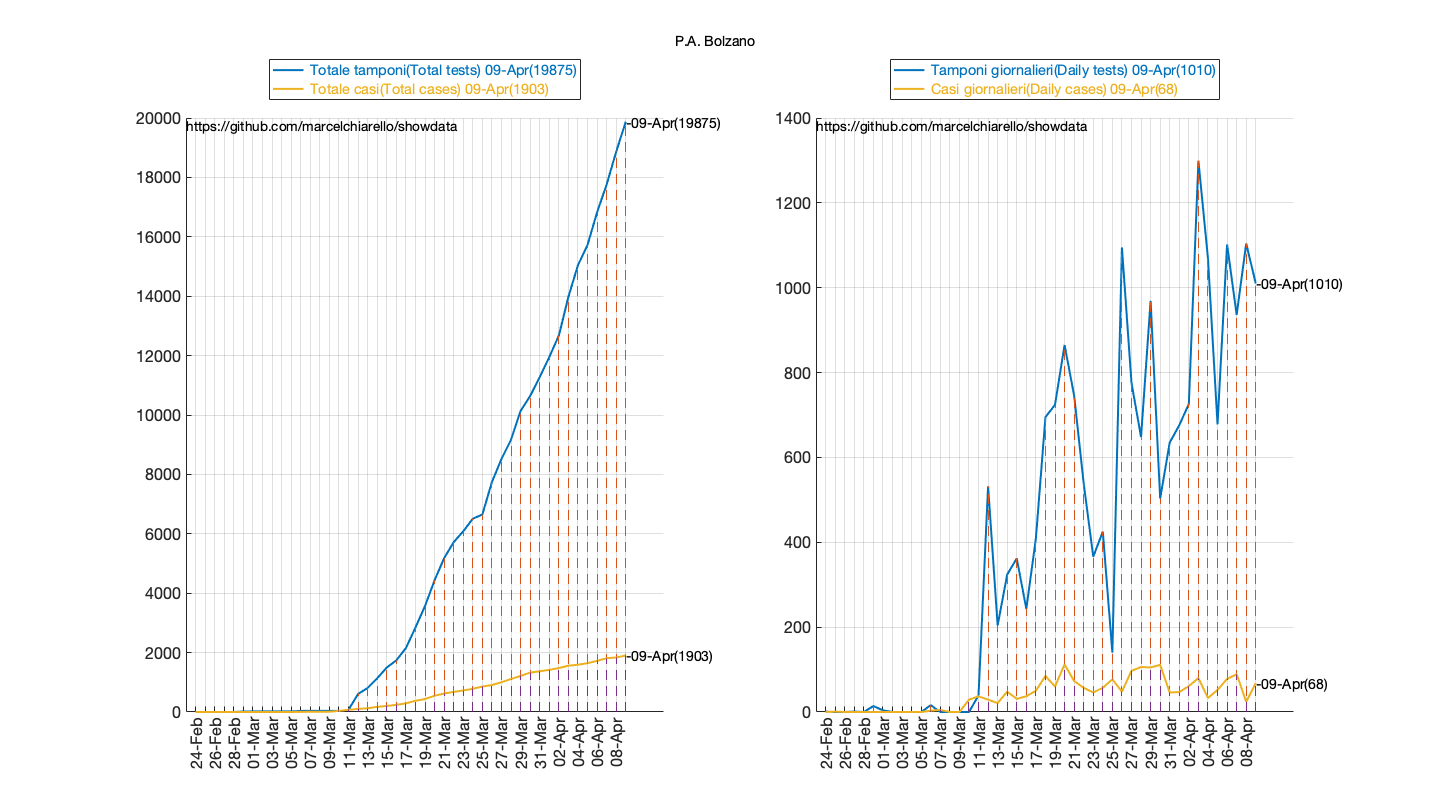 P.A. Bolzano
Totale tamponi(Total tests) 09-Apr(19875)
Totale casi(Total cases) 09-Apr(1903)
https://github.com/marcelchiarello/showdata
-09-Apr(19875)
-09-Apr(1903)
20000
18000
16000
14000
12000
10000
8000
6000
4000
2000
0
24-Feb
26-Feb
28-Feb
01-Mar
03-Mar
05-Mar
07-Mar
09-Mar
11-Mar
13-Mar
15-Mar
17-Mar
19-Mar
21-Mar
23-Mar
25-Mar
27-Mar
29-Mar
31-Mar
02-Apr
04-Apr
06-Apr
08-Apr
Tamponi giornalieri(Daily tests) 09-Apr(1010)
Casi giornalieri(Daily cases) 09-Apr(68)
https://github.com/marcelchiarello/showdata
-09-Apr(1010)
-09-Apr(68)
1400
1200
1000
800
600
400
200
0
24-Feb
26-Feb
28-Feb
01-Mar
03-Mar
05-Mar
07-Mar
09-Mar
11-Mar
13-Mar
15-Mar
17-Mar
19-Mar
21-Mar
23-Mar
25-Mar
27-Mar
29-Mar
31-Mar
02-Apr
04-Apr
06-Apr
08-Apr